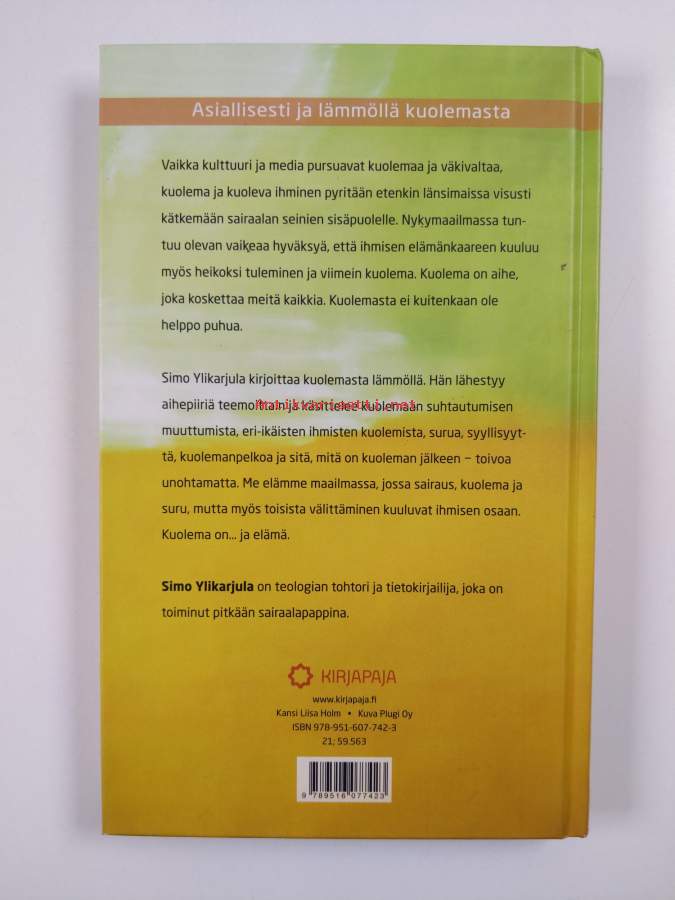 Asiallisesti ja lämmöllä kuolemasta
Vaikka kulttuuri ja media pursuavat kuolemaa ja väkivaltaa,
kuolema ja kuoleva ihminen pyritään etenkin länsimaissa visusti
kätkemään sairaalan seinien sisäpuolelle. Nykymaailmassa tun-
tuu olevan vaikeaa hyväksyä, että ihmisen elämänkaareen kuuluu
myös heikoksi tuleminen ja viimein kuolema. Kuolema on aihe,
joka koskettaa meitä kaikkia. Kuolemasta ei kuitenkaan ole
helppo puhua.
Simo Ylikarjula kirjoittaa kuolemasta lämmöllä. Hän lähestyy
aihepiiriä teemoittain ja käsittelee kuolemaan suhtautumisen
muuttumista, eri-ikäisten ihmisten kuolemista, surua, syyllisyyt-
tä, kuolemanpelkoa ja sitä, mitä on kuoleman jälkeen – toivoa
unohtamatta. Me elämme maailmassa, jossa sairaus, kuolema ja
suru, mutta myös toisista välittäminen kuuluvat ihmisen osaan.
Kuolema on... ja elämä.
Simo Ylikarjula on teologian tohtori ja tietokirjailija, joka on
toiminut pitkään sairaalapappina.
KIRJAPAJA
www.kirjapaja.fi
Kansi Liisa Holm • Kuva Plugi Oy
ISBN 978-951-607-742-3
21; 59.563
9 789516 077423